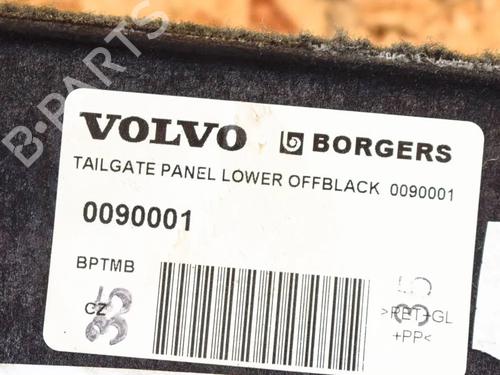 B-PARTS
VOLVO BORGERS
TAILGATE PANEL LOWER OFFBLACK 0090001
0090001
BPTMB
CZ
>PET+GL
+PP<